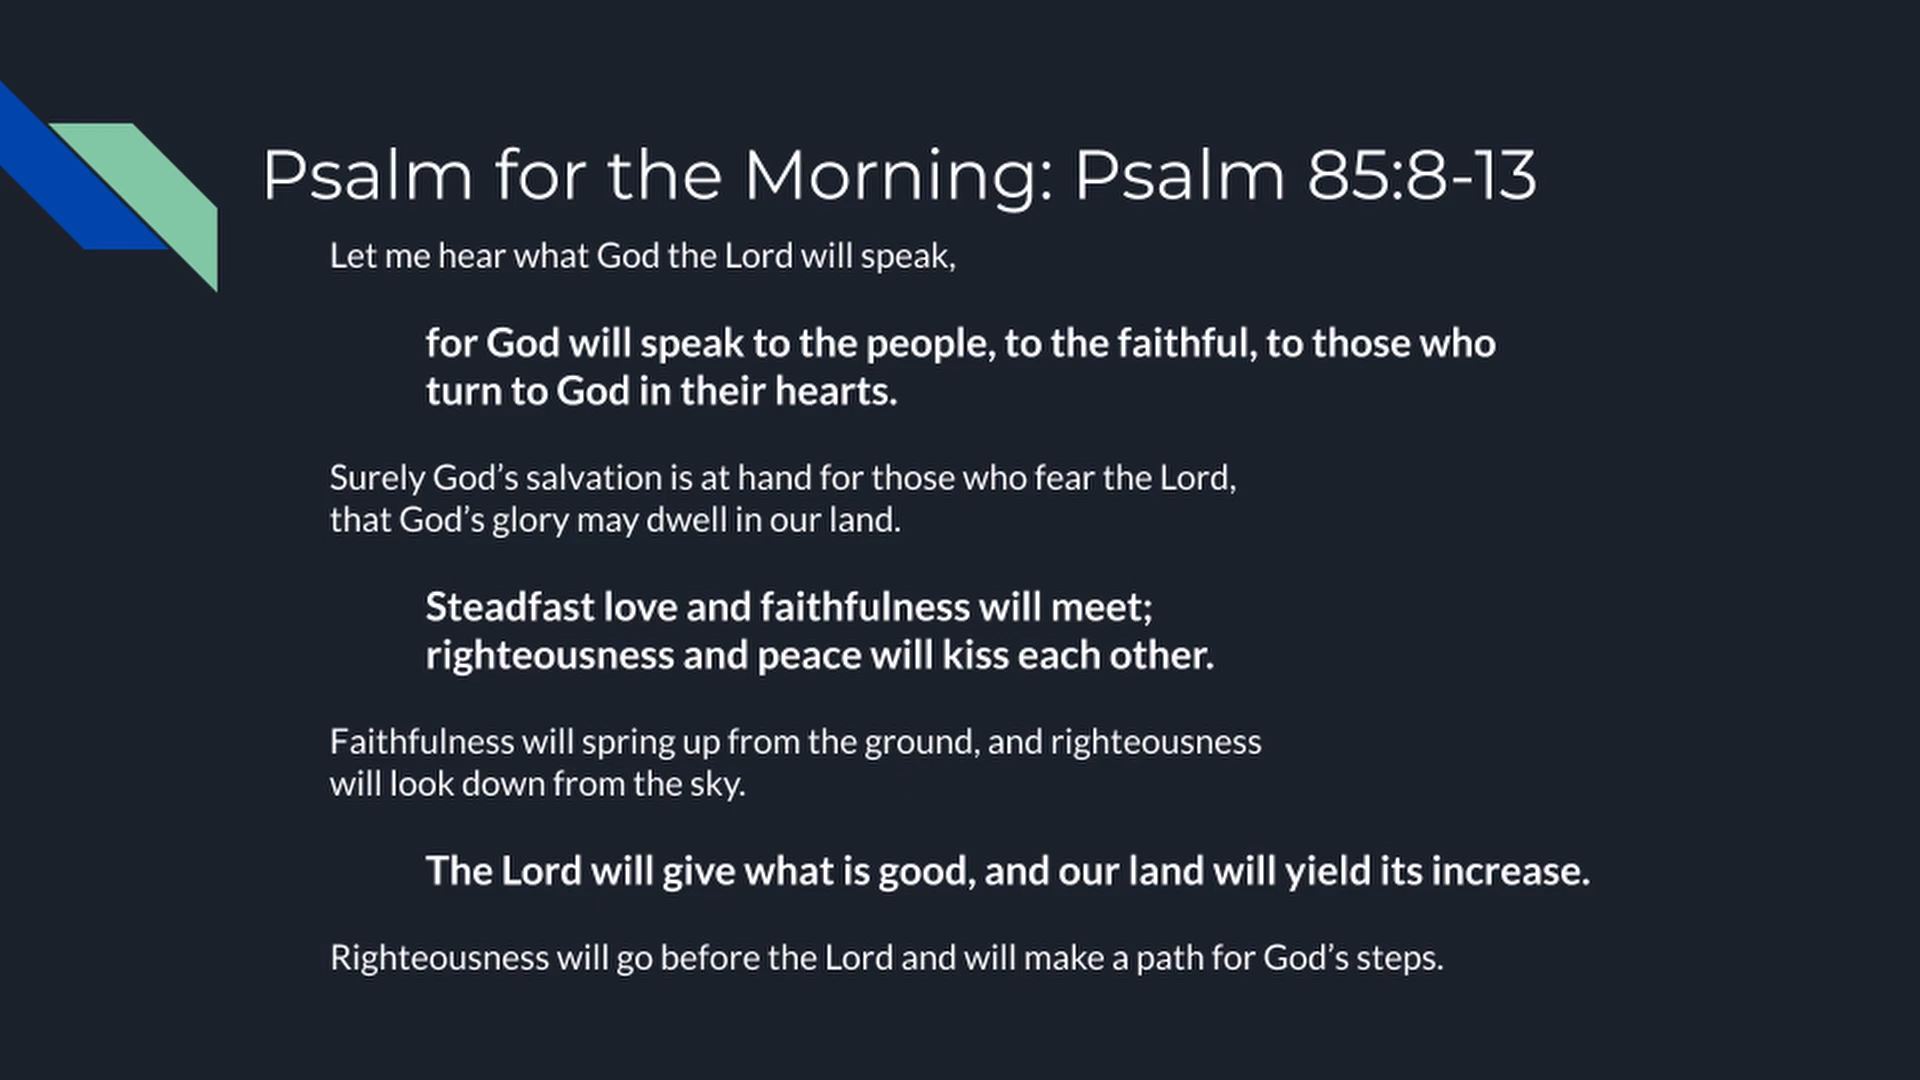 Psalm for the Morning: Psalm 85:8-13
Let me hear what God the Lord will speak,
for God will speak to the people, to the faithful, to those who
turn to God in their hearts.
Surely God’s salvation is at hand for those who fear the Lord,
that God’s glory may dwell in our land.
Steadfast love and faithfulness will meet;
righteousness and peace will kiss each other.
Faithfulness will spring up from the ground, and righteousness
will look down from the sky.
The Lord will give what is good, and our land will yield its increase.
Righteousness will go before the Lord and will make a path for God’s steps.